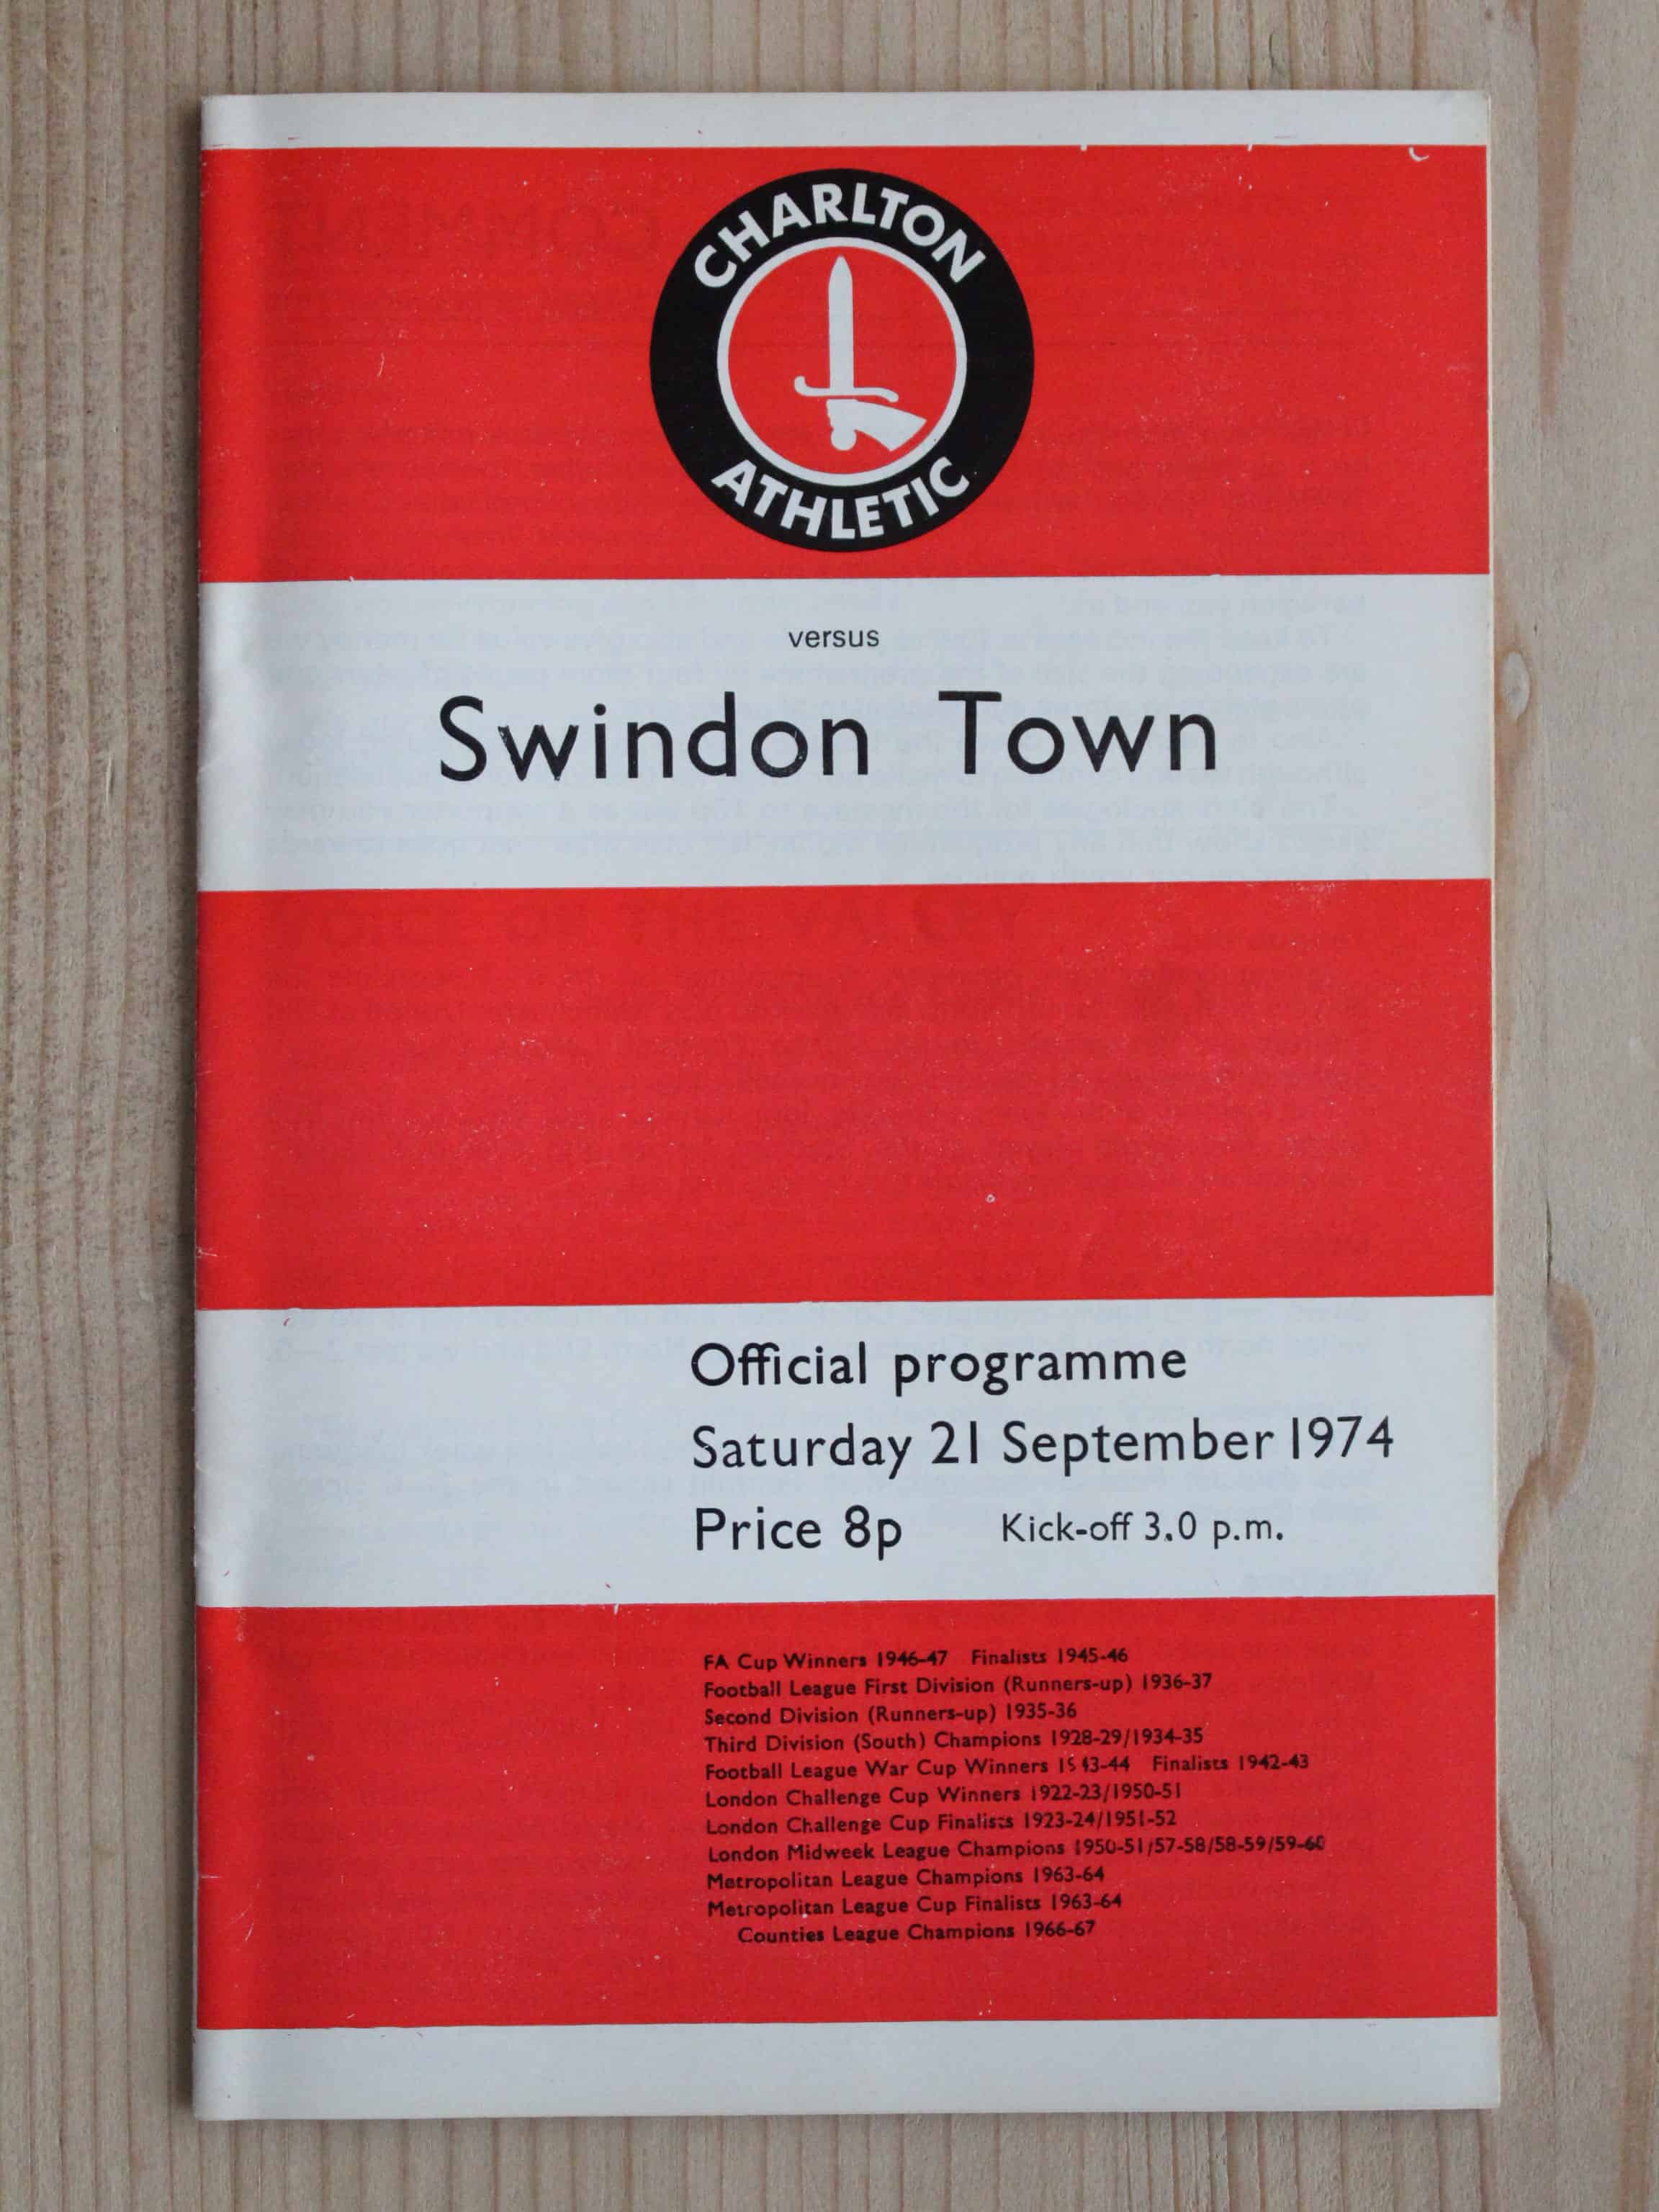 CHARLTON
ATHLETIC
versus
Swindon Town
Official programme
Saturday 21 September 1974
Price 8p Kick-off 3.0 p.m.
FA Cup Winners 1946-47 Finalists 1945-46
Football League First Division (Runners-up) 1936-37
Second Division (Runners-up) 1935-36
Third Division (South) Champions 1928-29/1934-35
Football League War Cup Winners 1943-44 Finalists 1942-43
London Challenge Cup Winners 1922-23/1950-51
London Challenge Cup Finalists 1923-24/1951-52
London Midweek League Champions 1950-51/57-58/58-59/59-60
Metropolitan League Champions 1963-64
Metropolitan League Cup Finalists 1963-64
Counties League Champions 1966-67